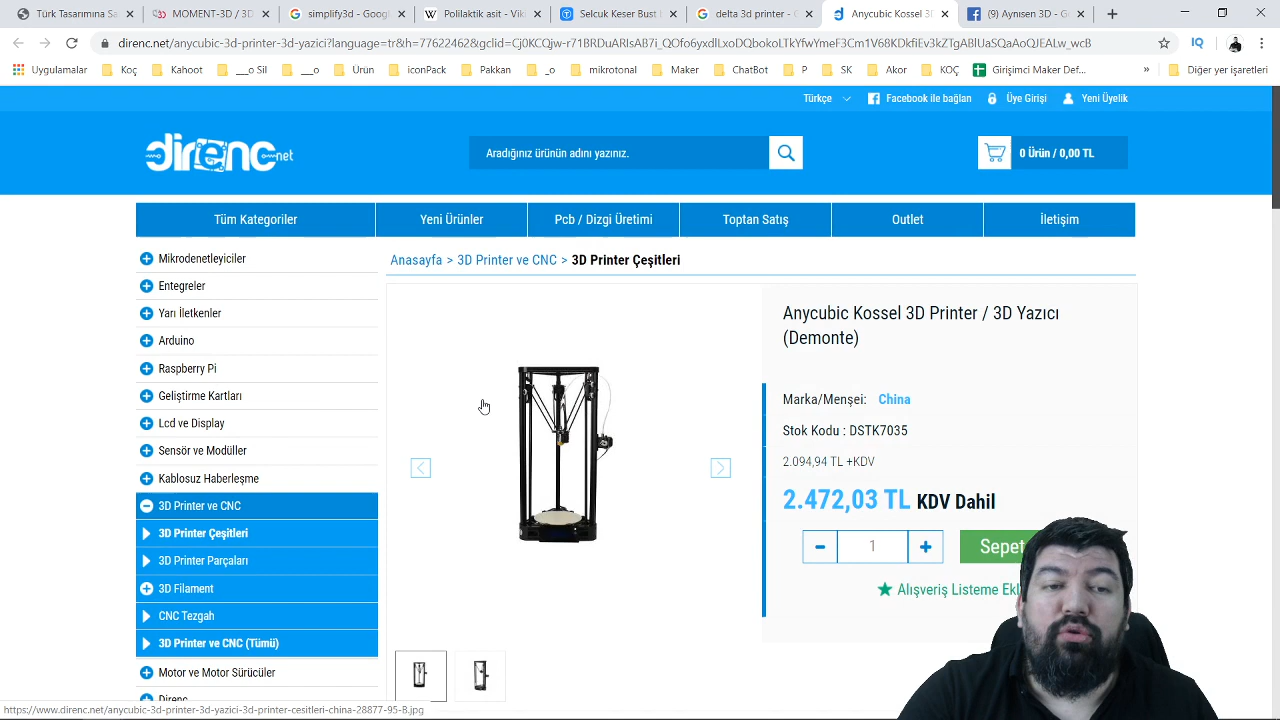 Türk Tasarımına Sa
MOMENT-3D / 3D
simplify3d - Googl
Polilaktik asit - Vik
Selcuk Keser Bust I
delta 3d printer - G
Anycubic Kossel 3D
(9) Aynısen 3D - G
direnc.net/anycubic-3D-printer-3d-yazici?language=tr&h=77622462&gclid=
Uygulamalar
Koç
Kahoot
___o Sil
___o
Ürün
iconPack
Pakkan
_o
mikrotonal
Maker
ChatBot
P
SK
Akor
KOÇ
Girişimci Maker Def...
»
Diğer yer işaretleri
Türkçe
Facebook ile bağlan
Üye Girişi
Yeni Üyelik
direnc.net
Aradığınız ürünün adını yazınız.
0 Ürün / 0,00 TL
Tüm Kategoriler
Yeni Ürünler
Pcb / Dizgi Üretimi
Toptan Satış
Outlet
İletişim
Mikrodenetleyiciler
Entegreler
Yarı İletkenler
Arduino
Raspberry Pi
Geliştirme Kartları
Lcd ve Display
Sensör ve Modüller
Kablosuz Haberleşme
3D Printer ve CNC
3D Printer Çeşitleri
3D Printer Parçaları
3D Filament
CNC Tezgah
3D Printer ve CNC (Tümü)
Motor ve Motor Sürücüler
Direnç
Anasayfa > 3D Printer ve CNC > 3D Printer Çeşitleri
Anycubic Kossel 3D Printer / 3D Yazıcı
(Demonte)
Marka/Menşei: China
Stok Kodu : DSTK7035
2.094,94 TL +KDV
2.472,03 TL KDV Dahil
1
Sepet
Alışveriş Listeme Ekl
https://www.direnc.net/anycubic-3d-printer-3d-yazici-3d-printer-cesitleri-china-28877-95-B.jpg